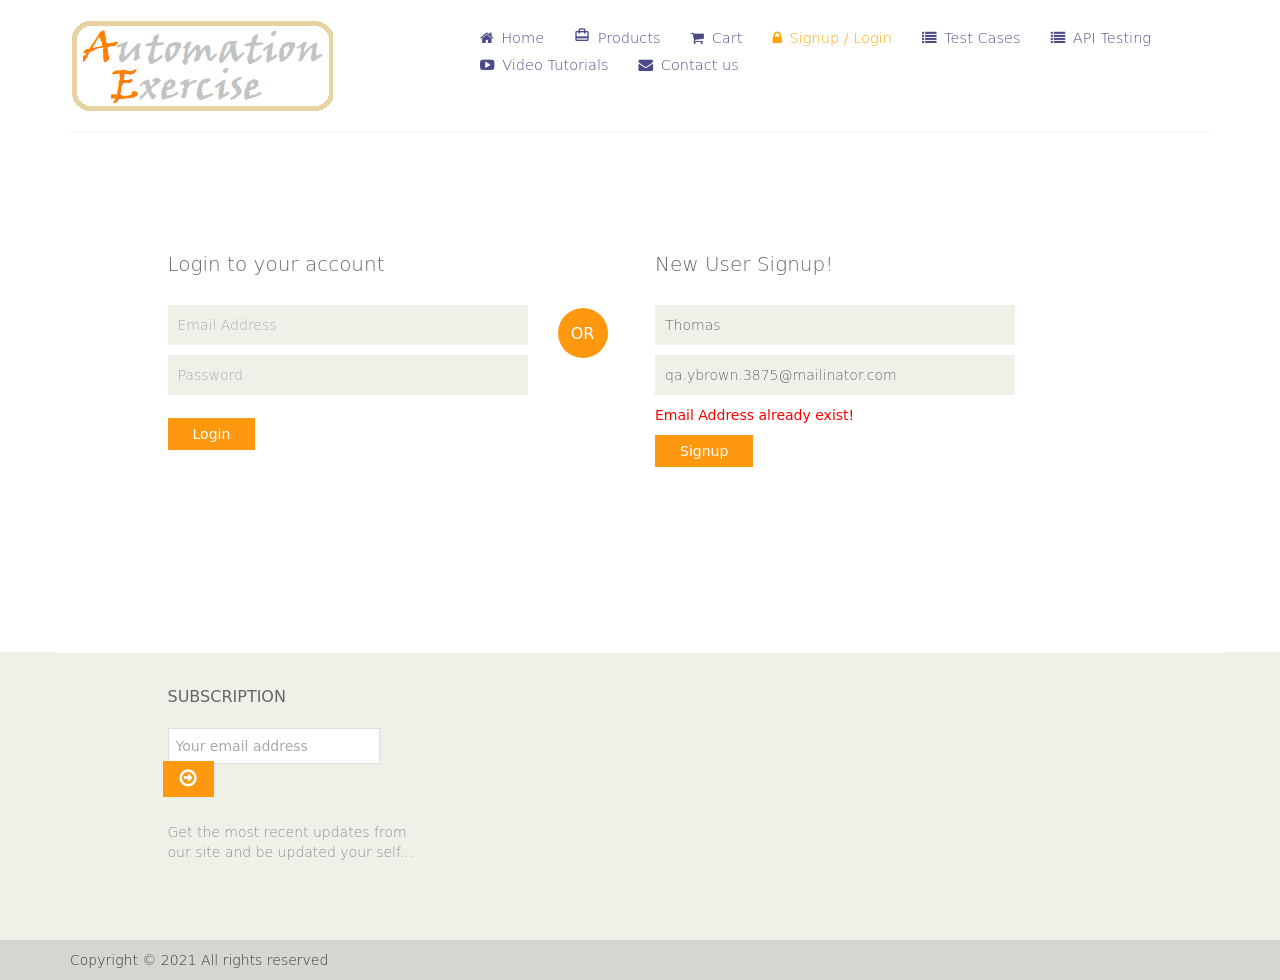 Automation
Exercise
Home
Products
Cart
Signup / Login
Test Cases
API Testing
Video Tutorials
Contact us
Login to your account
Email Address
Password
Login
OR
New User Signup!
Thomas
qa.ybrown.3875@mailinator.com
Email Address already exist!
Signup
SUBSCRIPTION
Your email address
Get the most recent updates from
our site and be updated your self...
Copyright © 2021 All rights reserved